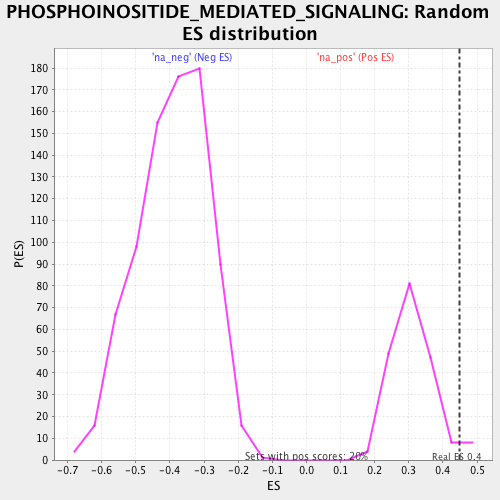 PHOSPHOINOSITIDE_MEDIATED_SIGNALING: Random
ES distribution
'na_neg' (Neg ES) 'na_pos' (Pos ES)
180
170
160
150
140
130
120
110
100
90
80
70
60
50
40
30
20
10
0
P(ES)
Sets with pos scores: 20%
Real ES 0.4
-0.7 -0.6 -0.5 -0.4 -0.3 -0.2 -0.1 0.0 0.1 0.2 0.3 0.4 0.5
ES